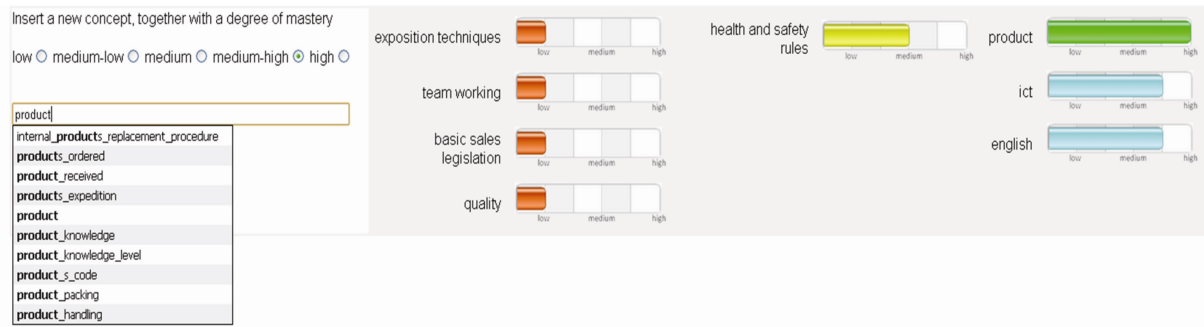 Insert a new concept, together with a degree of mastery
low medium-low medium medium-high high
product
internal_products_replacement_procedure
products_ordered
product_received
products_expedition
product
product_knowledge
product_knowledge_level
product_s_code
product_packing
product_handling
exposition techniques
low medium high
team working
low medium high
basic sales
legislation
low medium high
quality
low medium high
health and safety
rules
low medium high
product
low medium high
ict
low medium high
english
low medium high